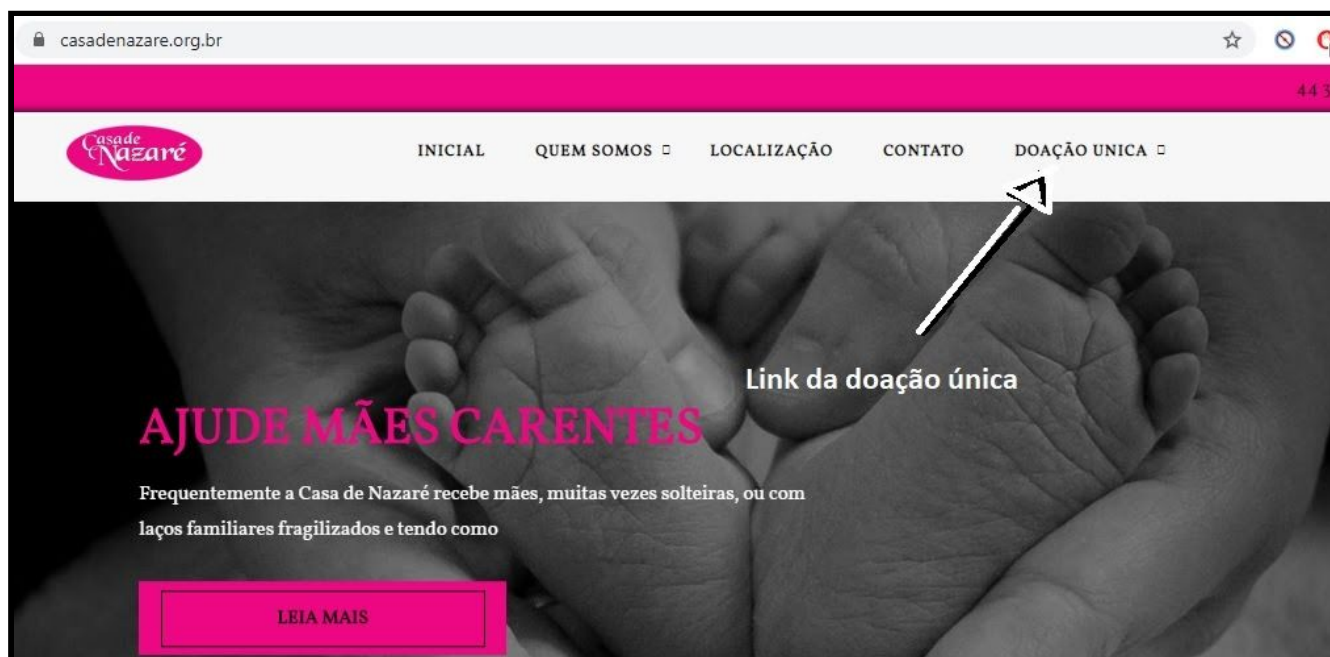 casadenazare.org.br
44 3
Casa de
Nazaré
INICIAL QUEM SOMOS LOCALIZAÇÃO CONTATO DOAÇÃO UNICA
Link da doação única
AJUDE MÃES CARENTES
Frequentemente a Casa de Nazaré recebe mães, muitas vezes solteiras, ou com
laços familiares fragilizados e tendo como
LEIA MAIS